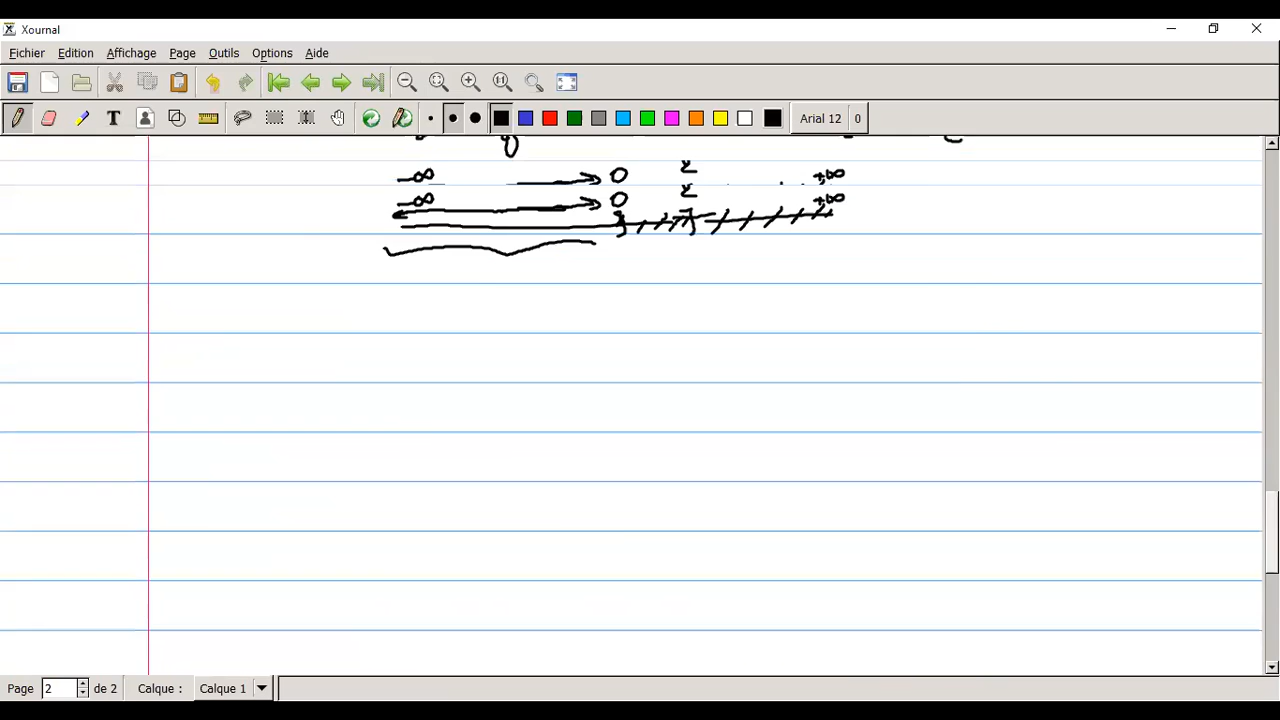 Xournal
Fichier Edition Affichage Page Outils Options Aide
Arial 12 0
-∞ 0 2 +∞
-∞ 0 2 +∞
Page 2 de 2 Calque : Calque 1